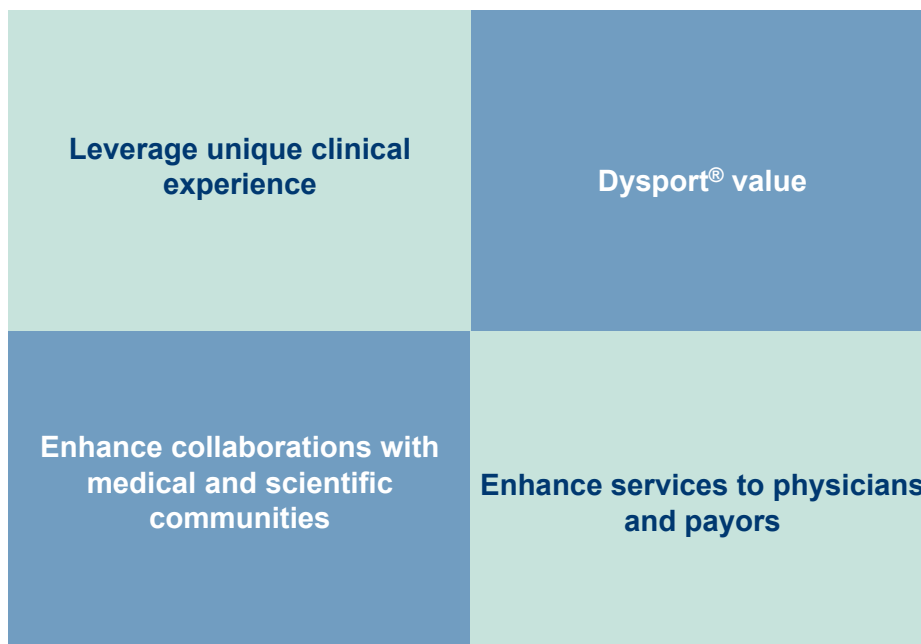 Leverage unique clinical
experience
Dysport® value
Enhance collaborations with
medical and scientific
communities
Enhance services to physicians
and payors